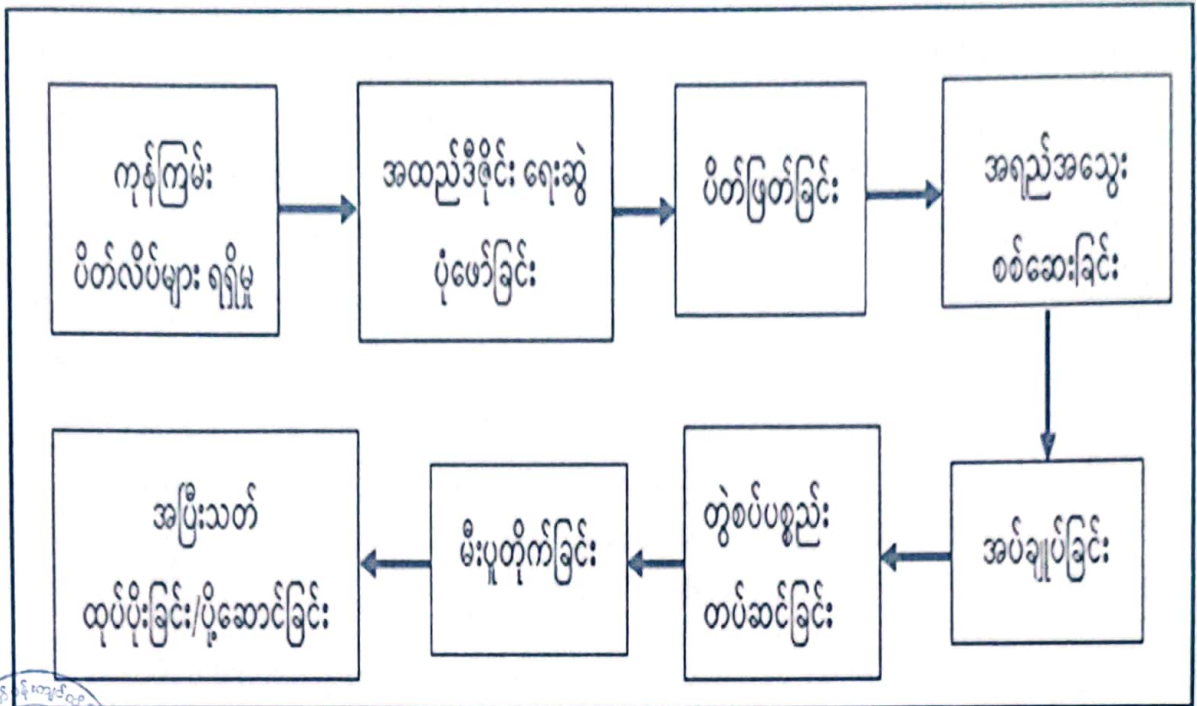 ကုန်ကြမ်း
ပိတ်လိပ်များ ရရှိမှု
အထည်ဒီဇိုင်း ရေးဆွဲ
ပုံဖော်ခြင်း
ပိတ်ဖြတ်ခြင်း
အရည်အသွေး
စစ်ဆေးခြင်း
အပ်ချုပ်ခြင်း
တွဲစပ်ပစ္စည်း
တပ်ဆင်ခြင်း
မီးပူတိုက်ခြင်း
အပြီးသတ်
ထုပ်ပိုးခြင်း/ပို့ဆောင်ခြင်း